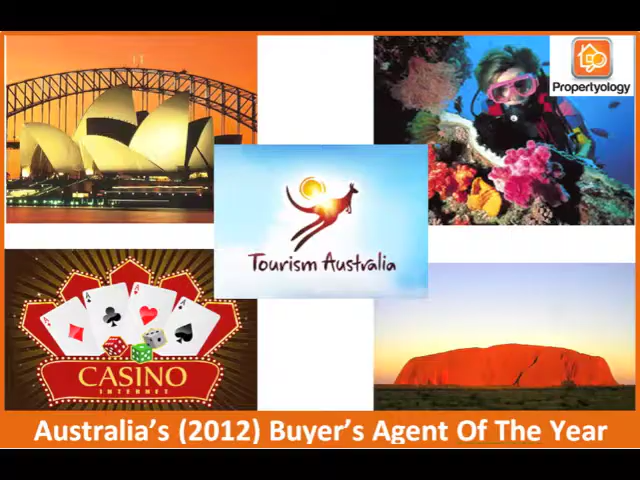 Propertyology
Tourism Australia
A A A A
CASINO
INTERNET
Australia's (2012) Buyer's Agent Of The Year